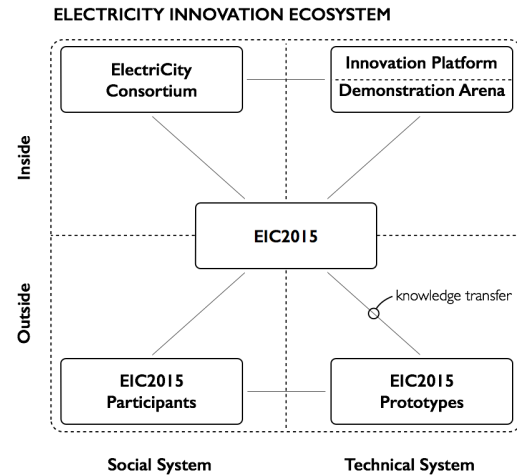 ELECTRICITY INNOVATION ECOSYSTEM
ElectriCity
Consortium
Innovation Platform
Demonstration Arena
Inside
EIC2015
Outside
knowledge transfer
EIC2015
Participants
EIC2015
Prototypes
Social System
Technical System